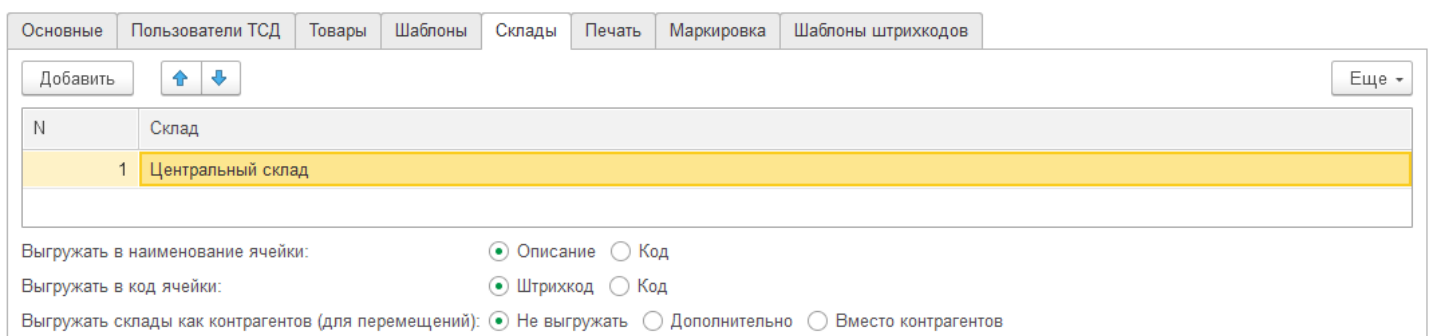 Основные Пользователи ТСД Товары Шаблоны Склады Печать Маркировка Шаблоны штрихкодов
Добавить Еще
N Склад
1 Центральный склад
Выгружать в наименование ячейки: Описание Код
Выгружать в код ячейки: Штрихкод Код
Выгружать склады как контрагентов (для перемещений): Не выгружать Дополнительно Вместо контрагентов